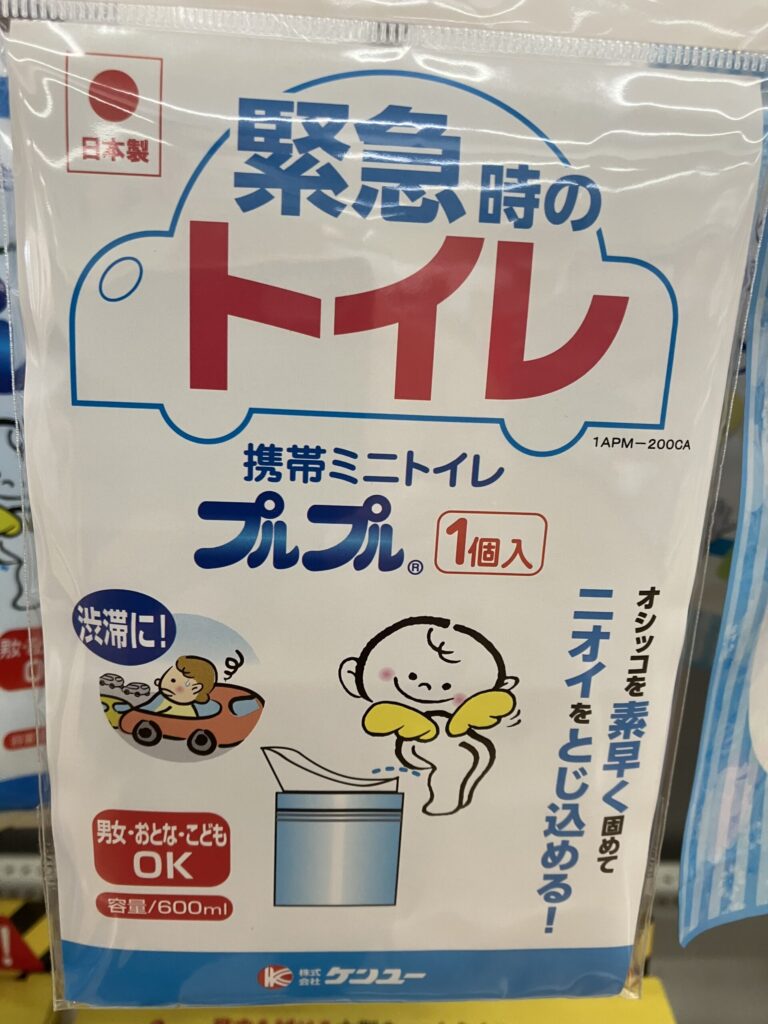 日本製
緊急時の
トイレ
1APM-200CA
携帯ミニトイレ
プルプル®
1個入
渋滞に!
オシッコを素早く固めて
ニオイをとじ込める!
男女・おとな・こども
OK
容量/600ml
株式会社 ケンユー